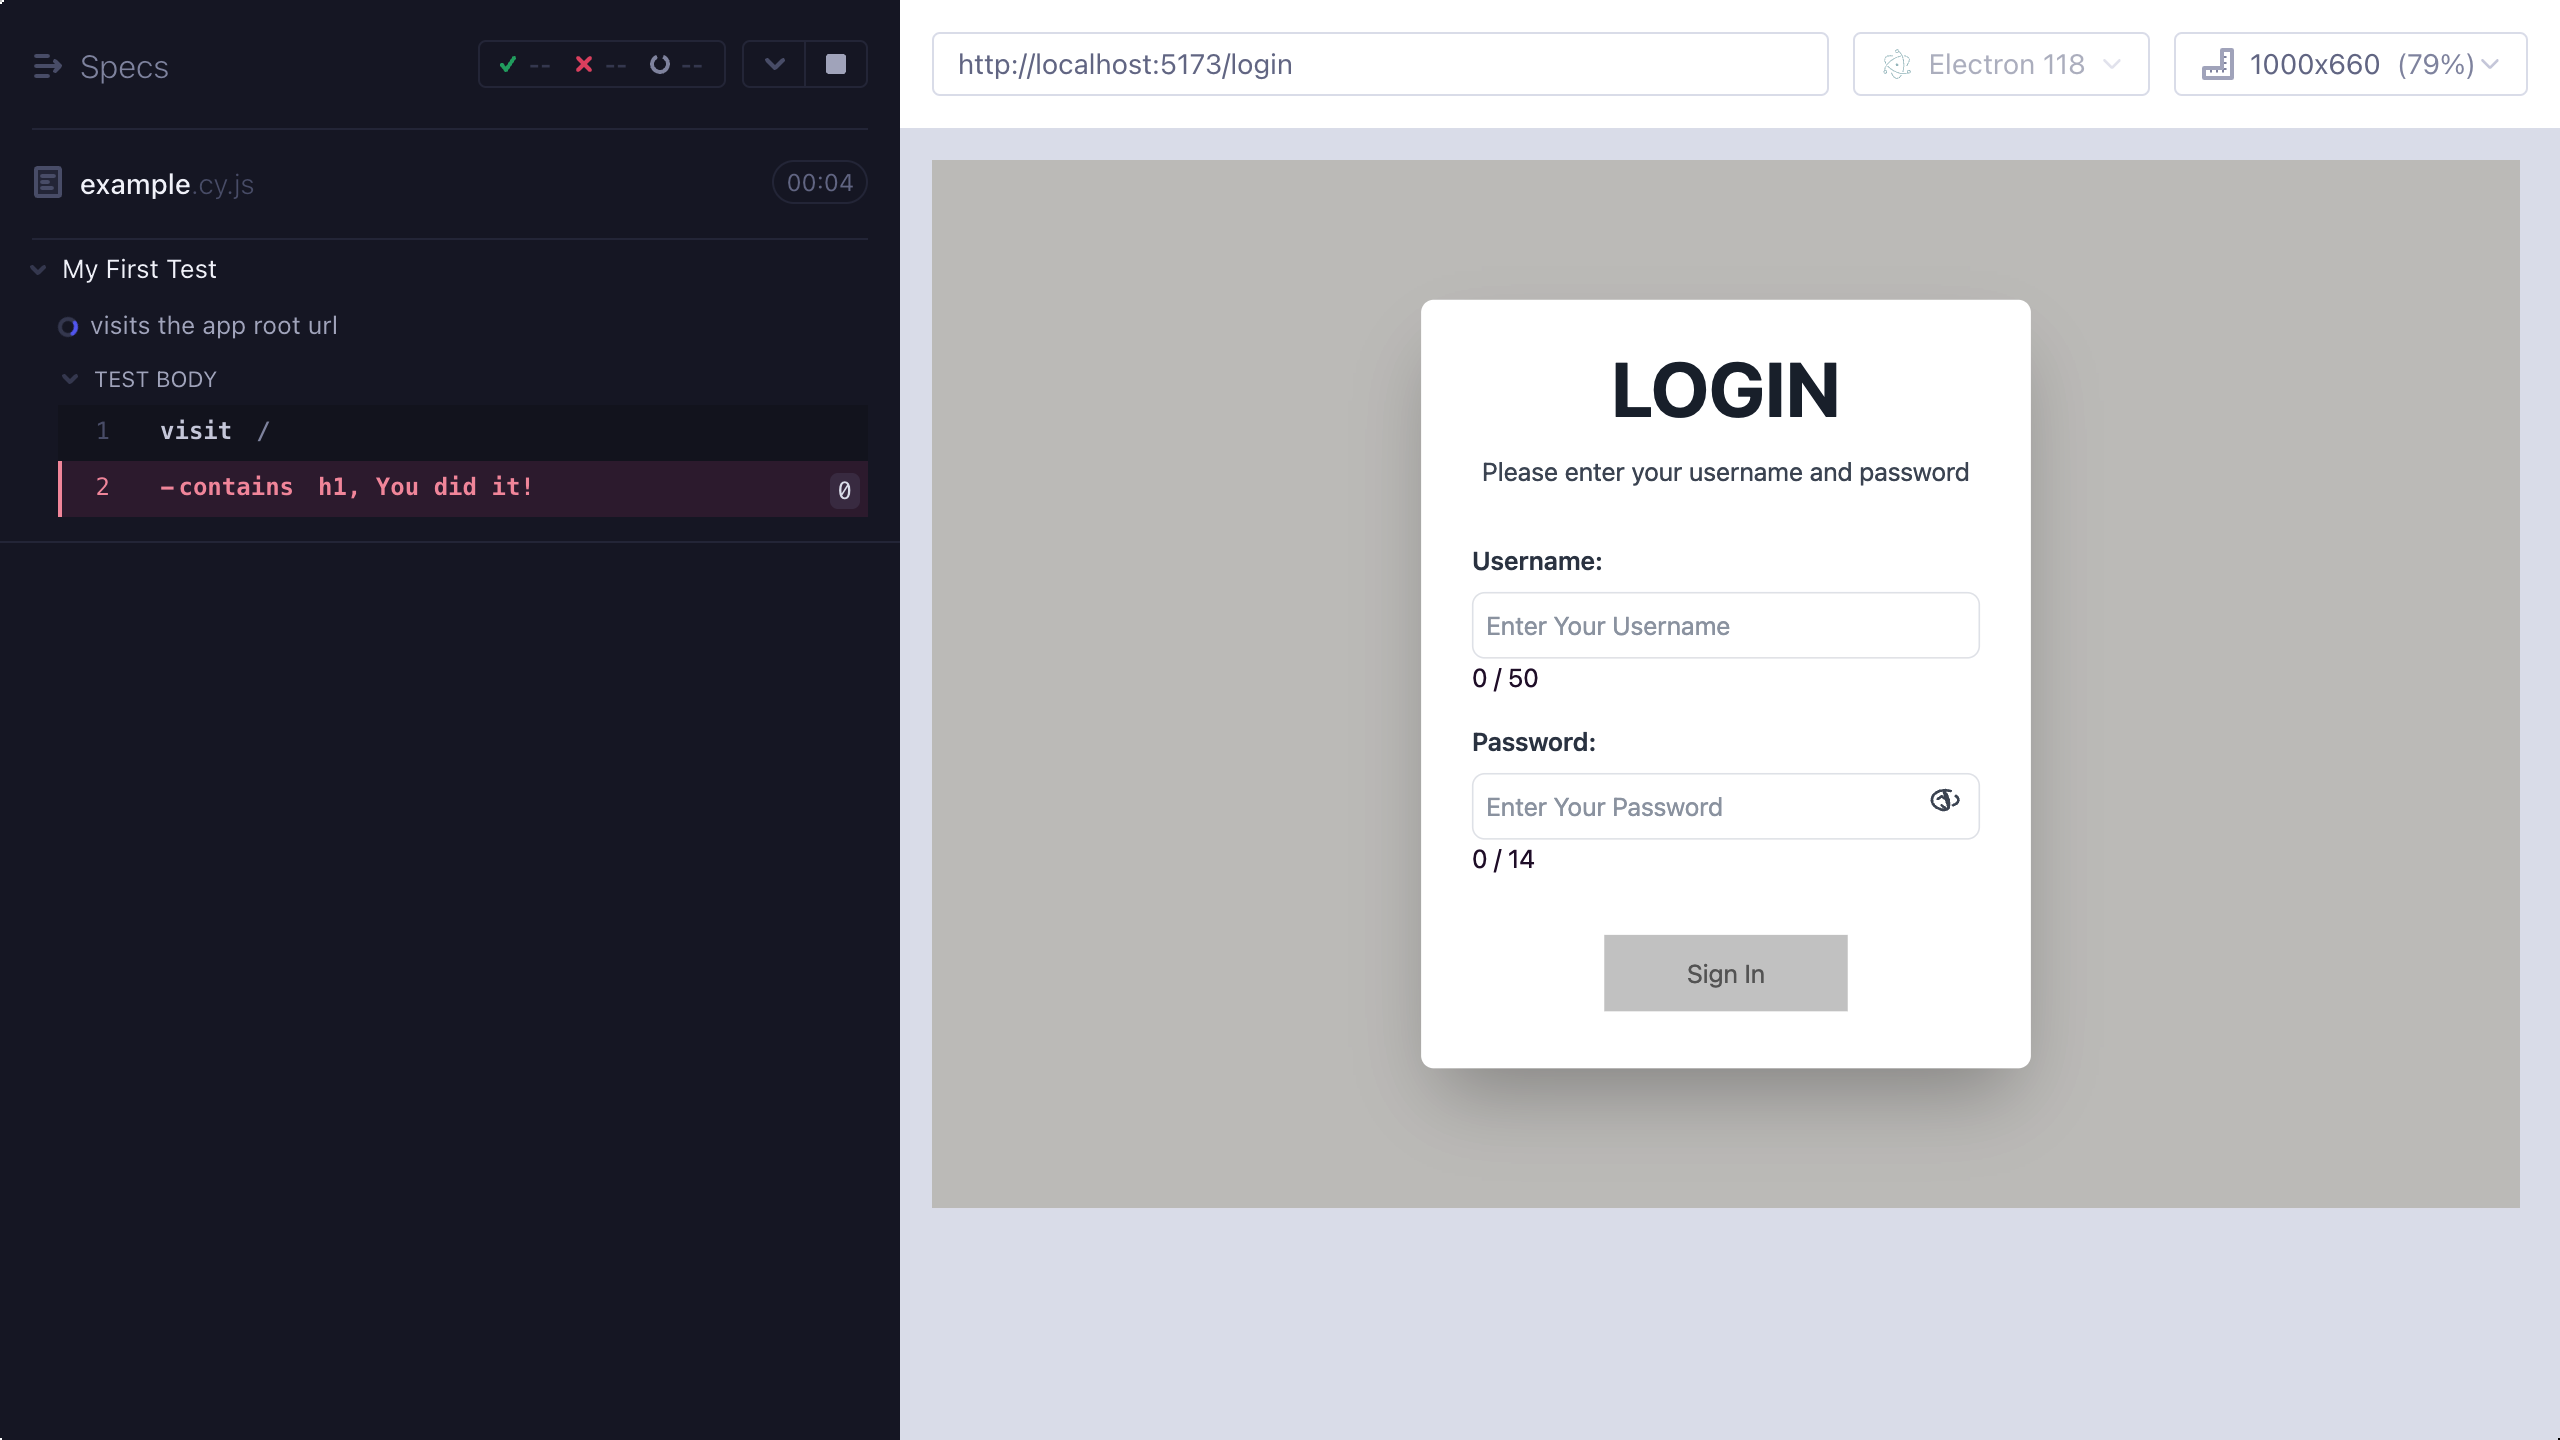 Specs
-- -- --
example.cy.js
00:04
My First Test
visits the app root url
TEST BODY
1 visit /
2 -contains h1, You did it! 0
http://localhost:5173/login
Electron 118
1000x660 (79%)
LOGIN
Please enter your username and password
Username:
Enter Your Username
0 / 50
Password:
Enter Your Password
0 / 14
Sign In